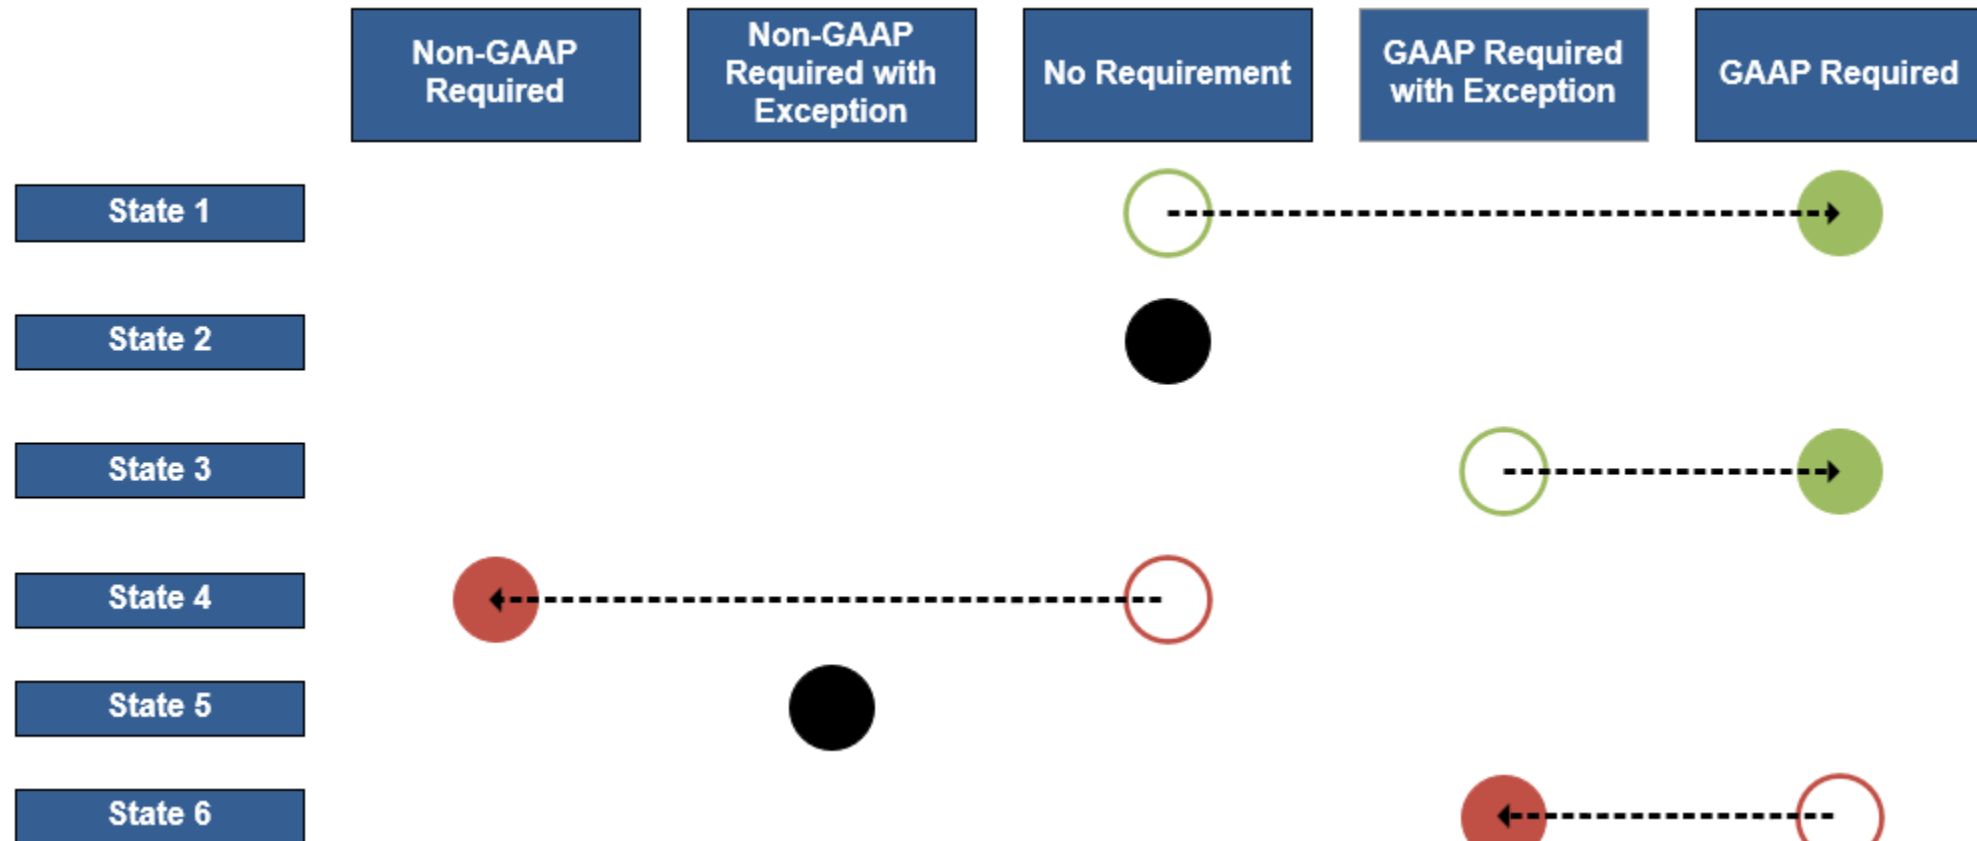 Non-GAAP
Required
Non-GAAP
Required with
Exception
No Requirement
GAAP Required
with Exception
GAAP Required
State 1
State 2
State 3
State 4
State 5
State 6